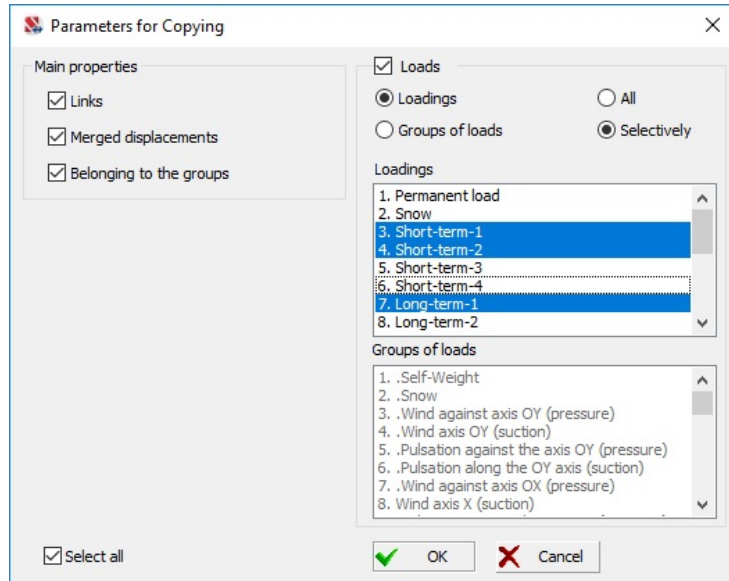 Parameters for Copying
Main properties
Links
Merged displacements
Belonging to the groups
Loads
Loadings
All
Groups of loads
Selectively
Loadings
1. Permanent load
2. Snow
3. Short-term-1
4. Short-term-2
5. Short-term-3
6. Short-term-4
7. Long-term-1
8. Long-term-2
Groups of loads
1. .Self-Weight
2. .Snow
3. .Wind against axis OY (pressure)
4. .Wind axis OY (suction)
5. .Pulsation against the axis OY (pressure)
6. .Pulsation along the OY axis (suction)
7. .Wind against axis OX (pressure)
8. Wind axis X (suction)
Select all
OK
Cancel